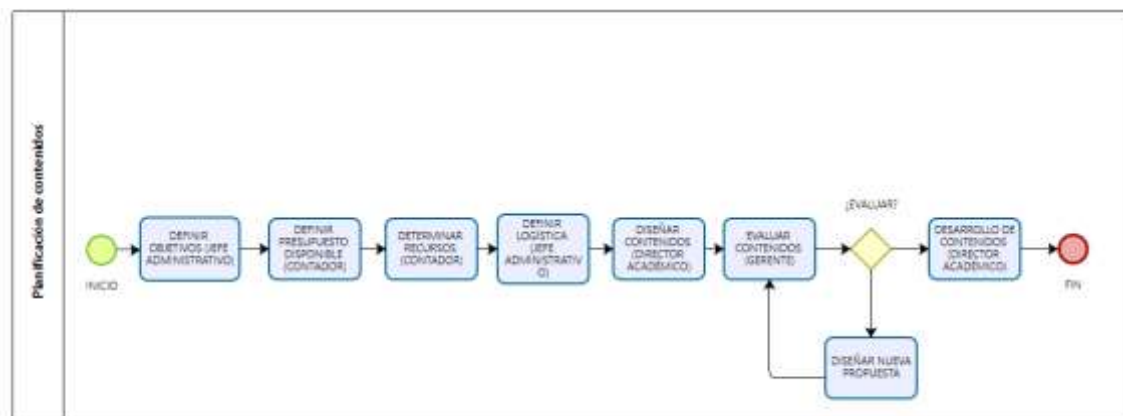 Planificación de contenidos
INICIO
DEFINIR
OBJETIVOS (JEFE
ADMINISTRATIVO)
DEFINIR
PRESUPUESTO
DISPONIBLE
(CONTADOR)
DETERMINAR
RECURSOS
(CONTADOR)
DEFINIR
LOGÍSTICA
(JEFE
ADMINISTRATIV
O)
DISEÑAR
CONTENIDOS
(DIRECTOR
ACADÉMICO)
EVALUAR
CONTENIDOS
(GERENTE)
¿EVALUAR?
DISEÑAR NUEVA
PROPUESTA
DESARROLLO DE
CONTENIDOS
(DIRECTOR
ACADÉMICO)
FIN